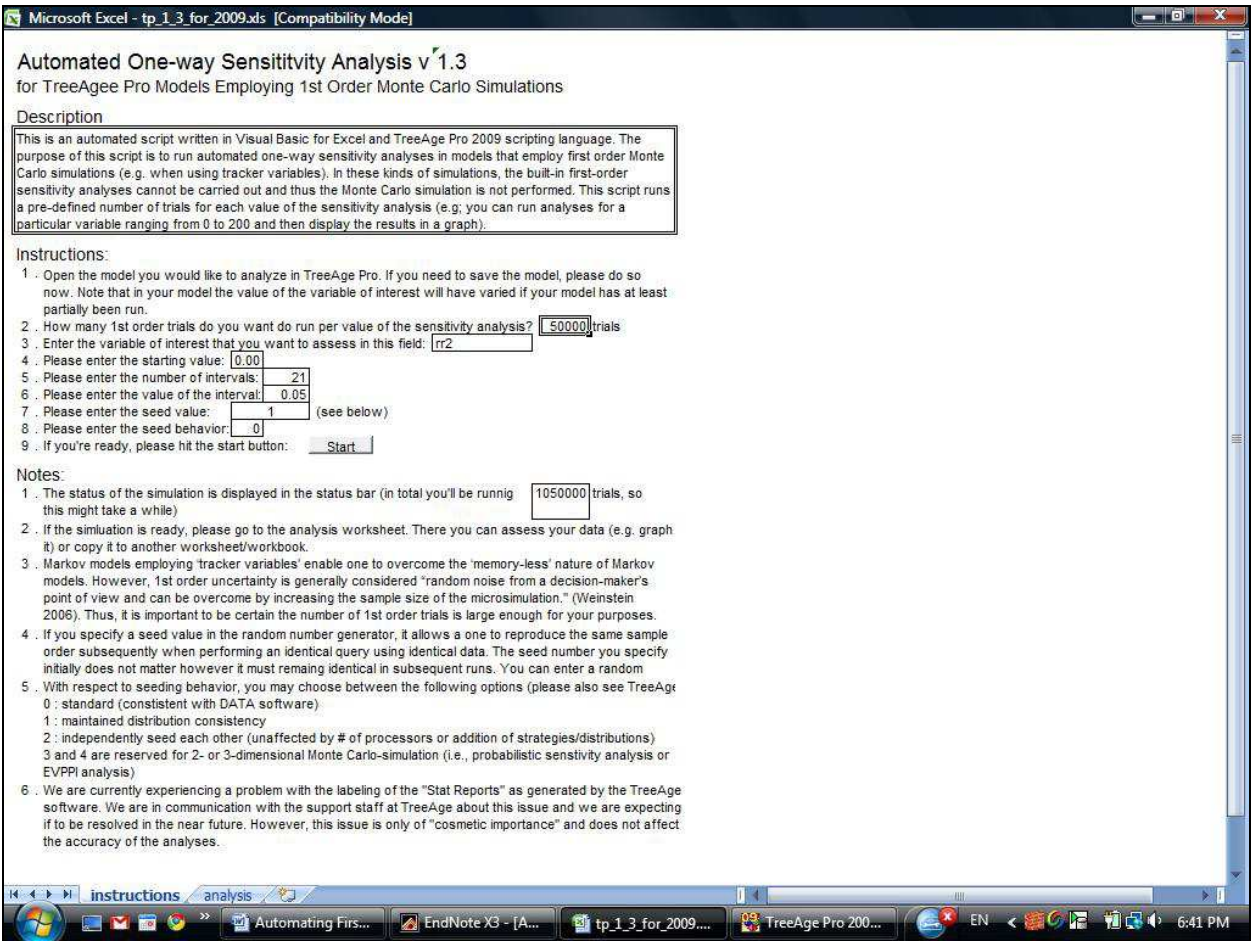 Microsoft Excel - tp_1_3_for_2009.xls [Compatibility Mode]
Automated One-way Sensititvity Analysis v 1.3
for TreeAgee Pro Models Employing 1st Order Monte Carlo Simulations
Description
This is an automated script written in Visual Basic for Excel and TreeAge Pro 2009 scripting language. The
purpose of this script is to run automated one-way sensitivity analyses in models that employ first order Monte
Carlo simulations (e.g. when using tracker variables). In these kinds of simulations, the built-in first-order
sensitivity analyses cannot be carried out and thus the Monte Carlo simulation is not performed. This script runs
a pre-defined number of trials for each value of the sensitivity analysis (e.g; you can run analyses for a
particular variable ranging from 0 to 200 and then display the results in a graph).
Instructions:
1 . Open the model you would like to analyze in TreeAge Pro. If you need to save the model, please do so
now. Note that in your model the value of the variable of interest will have varied if your model has at least
partially been run.
2 . How many 1st order trials do you want do run per value of the sensitivity analysis? 50000 trials
3 . Enter the variable of interest that you want to assess in this field: rr2
4 . Please enter the starting value: 0.00
5 . Please enter the number of intervals: 21
6 . Please enter the value of the interval: 0.05
7 . Please enter the seed value: 1 (see below)
8 . Please enter the seed behavior: 0
9 . If you're ready, please hit the start button: Start
Notes:
1 . The status of the simulation is displayed in the status bar (in total you'll be runnig 1050000 trials, so
this might take a while)
2 . If the simluation is ready, please go to the analysis worksheet. There you can assess your data (e.g. graph
it) or copy it to another worksheet/workbook.
3 . Markov models employing 'tracker variables' enable one to overcome the 'memory-less' nature of Markov
models. However, 1st order uncertainty is generally considered "random noise from a decision-maker's
point of view and can be overcome by increasing the sample size of the microsimulation." (Weinstein
2006). Thus, it is important to be certain the number of 1st order trials is large enough for your purposes.
4 . If you specify a seed value in the random number generator, it allows a one to reproduce the same sample
order subsequently when performing an identical query using identical data. The seed number you specify
initially does not matter however it must remaing identical in subsequent runs. You can enter a random
5 . With respect to seeding behavior, you may choose between the following options (please also see TreeAge
0 : standard (constistent with DATA software)
1 : maintained distribution consistency
2 : independently seed each other (unaffected by # of processors or addition of strategies/distributions)
3 and 4 are reserved for 2- or 3-dimensional Monte Carlo-simulation (i.e., probabilistic senstivity analysis or
EVPPI analysis)
6 . We are currently experiencing a problem with the labeling of the "Stat Reports" as generated by the TreeAge
software. We are in communication with the support staff at TreeAge about this issue and we are expecting
if to be resolved in the near future. However, this issue is only of "cosmetic importance" and does not affect
the accuracy of the analyses.
instructions analysis
» Automating Firs... EndNote X3 - [A... tp_1_3_for_2009.... TreeAge Pro 200... EN < 6:41 PM